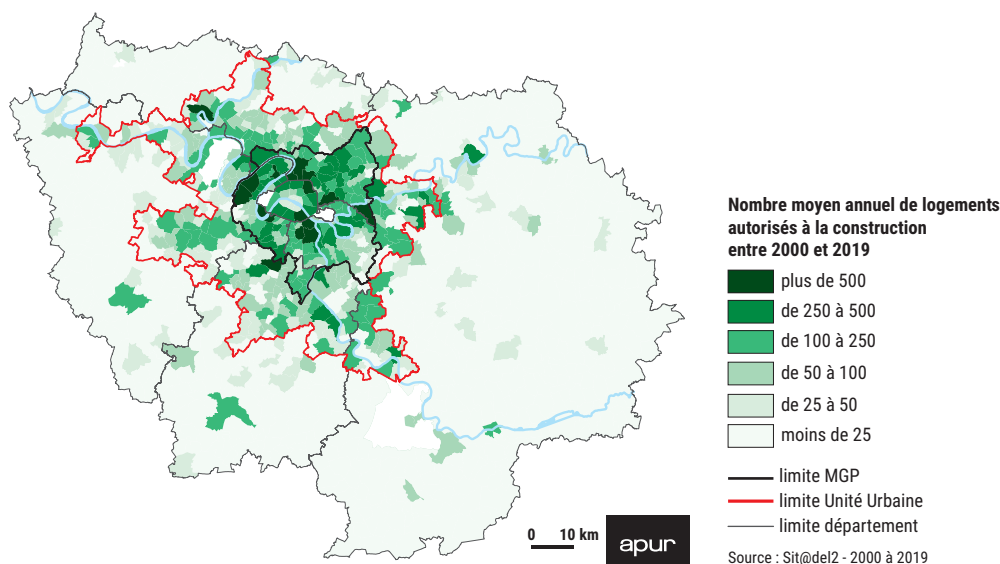 Nombre moyen annuel de logements
autorisés à la construction
entre 2000 et 2019
plus de 500
de 250 à 500
de 100 à 250
de 50 à 100
de 25 à 50
moins de 25
limite MGP
limite Unité Urbaine
limite département
0 10 km
apur
Source : Sit@del2 - 2000 à 2019